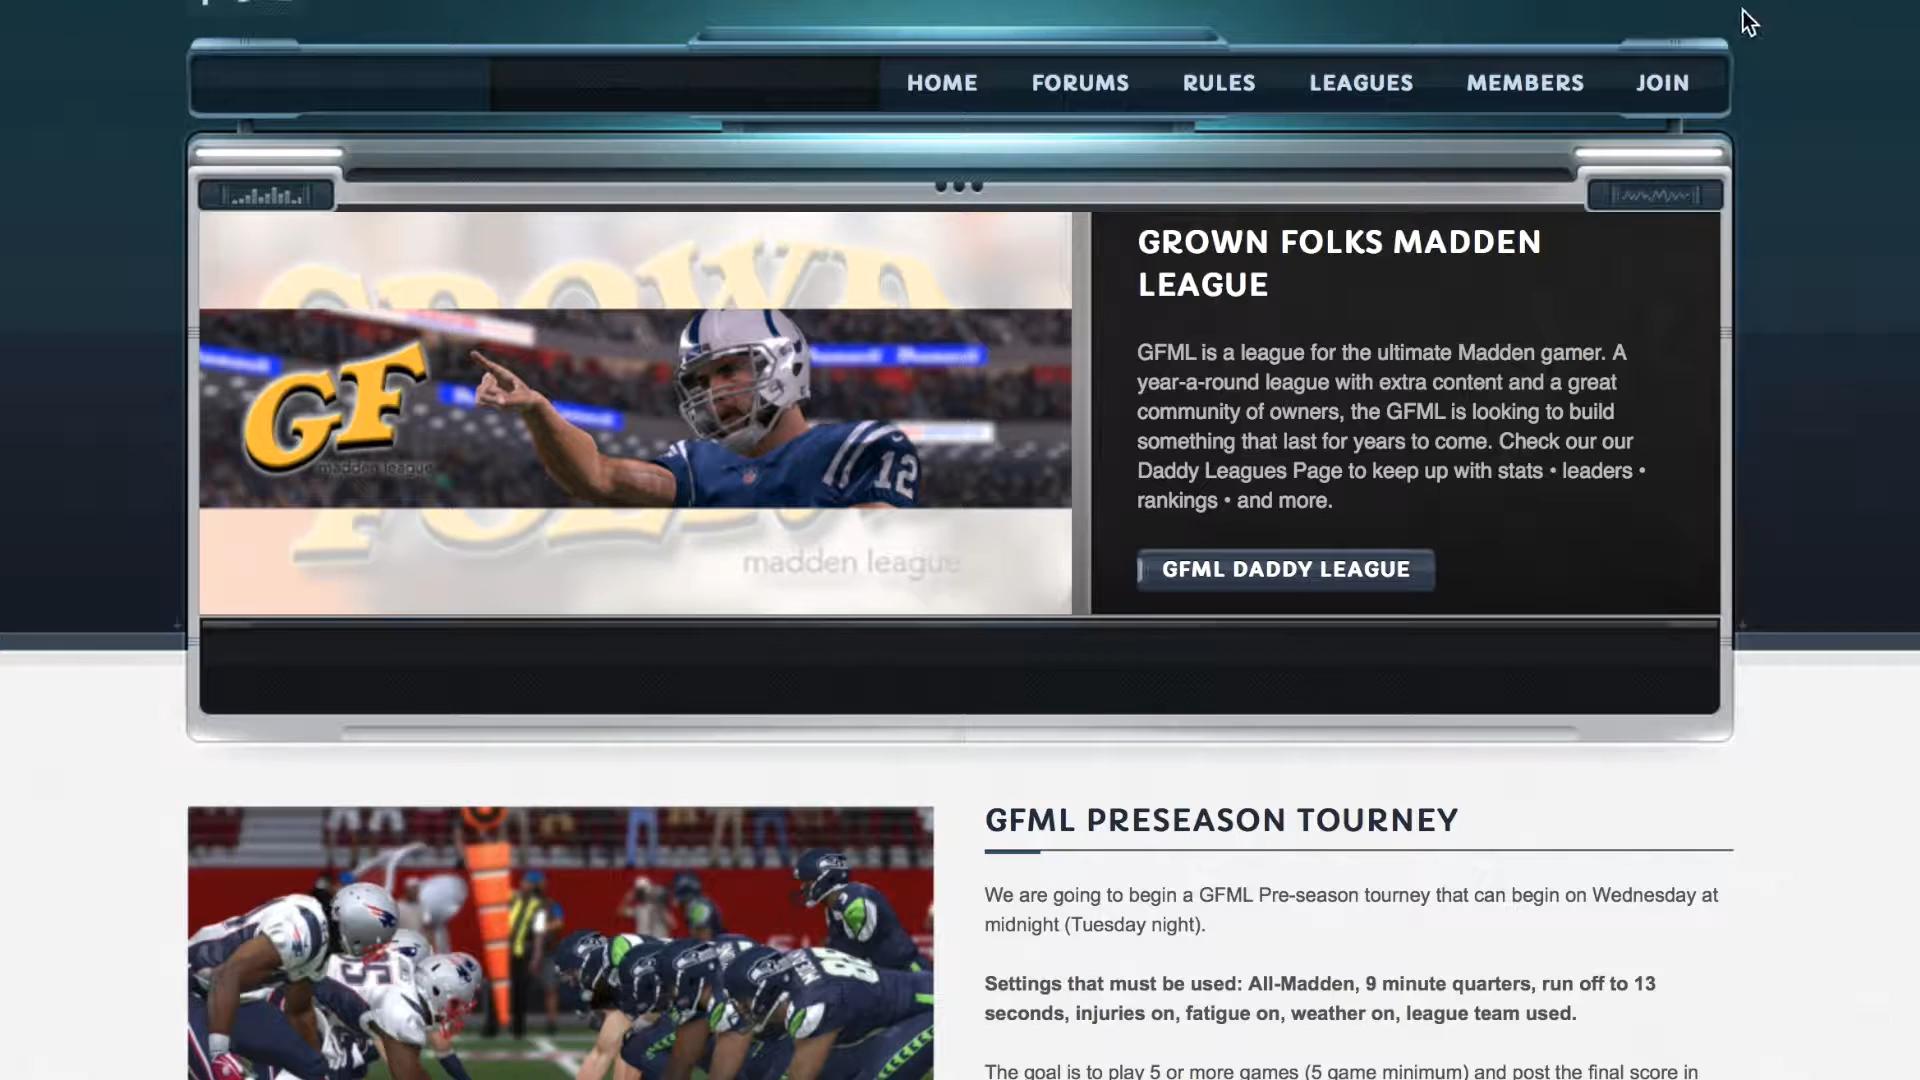 HOME FORUMS RULES LEAGUES MEMBERS JOIN
GROWN
FOLKS
madden league
GF
madden league
12
GROWN FOLKS MADDEN
LEAGUE
GFML is a league for the ultimate Madden gamer. A
year-a-round league with extra content and a great
community of owners, the GFML is looking to build
something that last for years to come. Check our our
Daddy Leagues Page to keep up with stats • leaders •
rankings • and more.
GFML DADDY LEAGUE
GFML PRESEASON TOURNEY
We are going to begin a GFML Pre-season tourney that can begin on Wednesday at
midnight (Tuesday night).
Settings that must be used: All-Madden, 9 minute quarters, run off to 13
seconds, injuries on, fatigue on, weather on, league team used.
The goal is to play 5 or more games (5 game minimum) and post the final score in